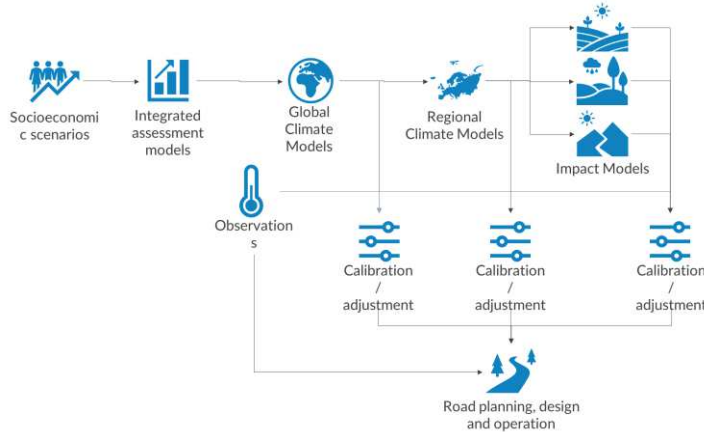 Socioeconomi
c scenarios
Integrated
assessment
models
Global
Climate
Models
Regional
Climate Models
Impact Models
Observation
s
Calibration
/
adjustment
Calibration
/
adjustment
Calibration
/
adjustment
Road planning, design
and operation